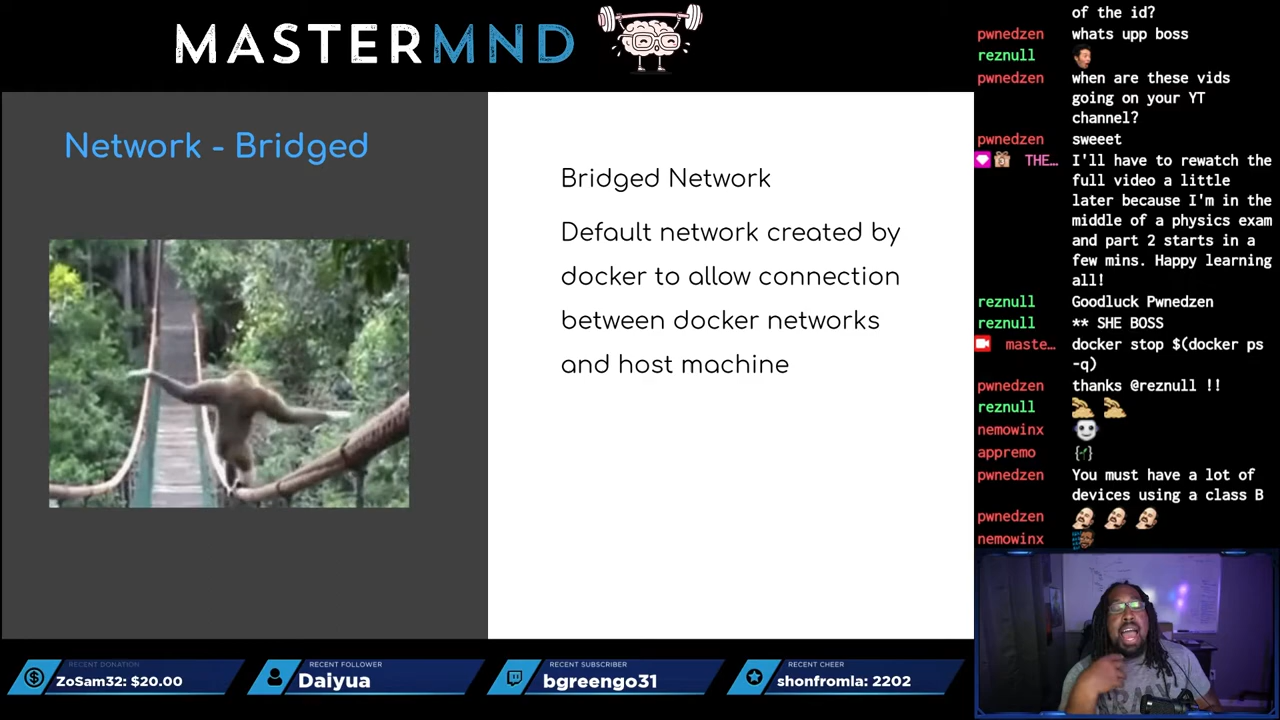 MASTERMND
Network - Bridged
Bridged Network
Default network created by
docker to allow connection
between docker networks
and host machine
of the id?
pwnedzen whats upp boss
reznull
pwnedzen when are these vids
going on your YT
channel?
pwnedzen sweeet
THE… I'll have to rewatch the
full video a little
later because I'm in the
middle of a physics exam
and part 2 starts in a
few mins. Happy learning
all!
reznull Goodluck Pwnedzen
reznull ** SHE BOSS
maste… docker stop $(docker ps
-q)
pwnedzen thanks @reznull !!
reznull
nemowinx
appremo
pwnedzen You must have a lot of
devices using a class B
pwnedzen
nemowinx
RECENT DONATION
ZoSam32: $20.00
RECENT FOLLOWER
Daiyua
RECENT SUBSCRIBER
bgreengo31
RECENT CHEER
shonfromla: 2202